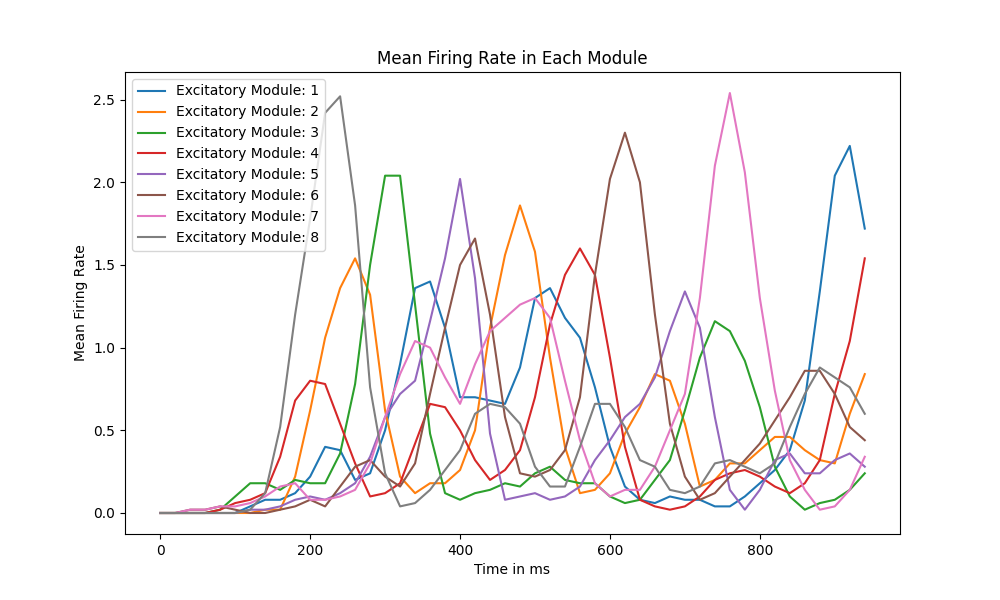 Mean Firing Rate in Each Module
Excitatory Module: 1
Excitatory Module: 2
Excitatory Module: 3
Excitatory Module: 4
Excitatory Module: 5
Excitatory Module: 6
Excitatory Module: 7
Excitatory Module: 8
Mean Firing Rate
2.5
2.0
1.5
1.0
0.5
0.0
0 200 400 600 800
Time in ms